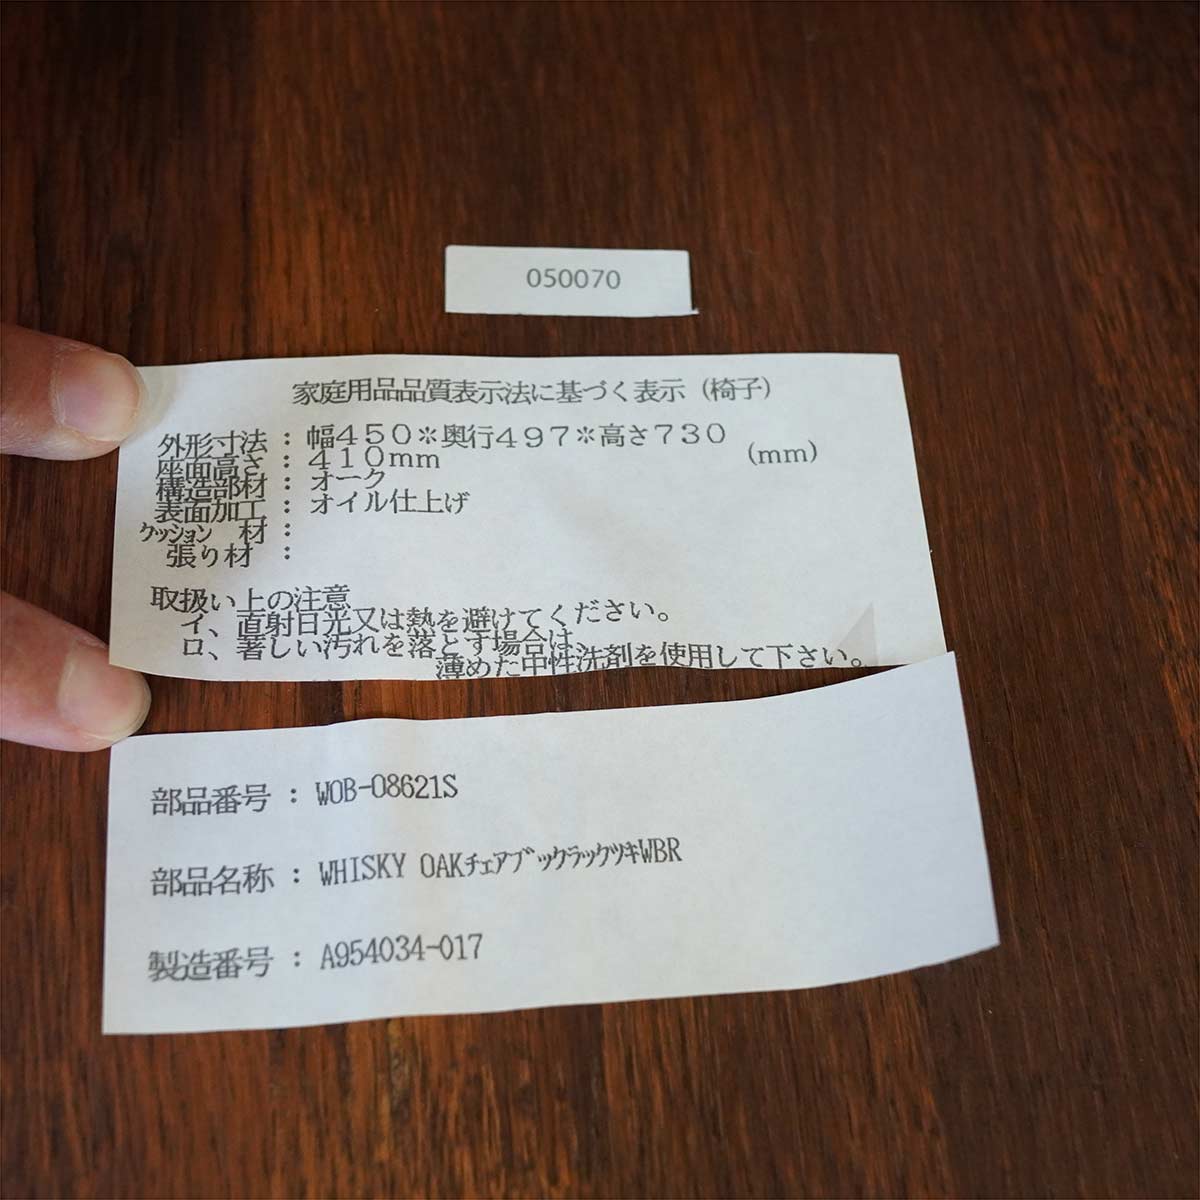 050070
家庭用品品質表示法に基づく表示（椅子）
外形寸法：幅４５０＊奥行４９７＊高さ７３０
（mm）
座面高さ：４１０mm
構造部材：オーク
表面加工：オイル仕上げ
ｸｯｼｮﾝ 材：
張り材：
取扱い上の注意
イ、直射日光又は熱を避けてください。
ロ、著しい汚れを落とす場合は、
薄めた中性洗剤を使用して下さい。
部品番号：WOB-08621S
部品名称：WHISKY OAKﾁｪｱﾌﾞｯｸﾗｯｸﾂｷWBR
製造番号：A954034-017